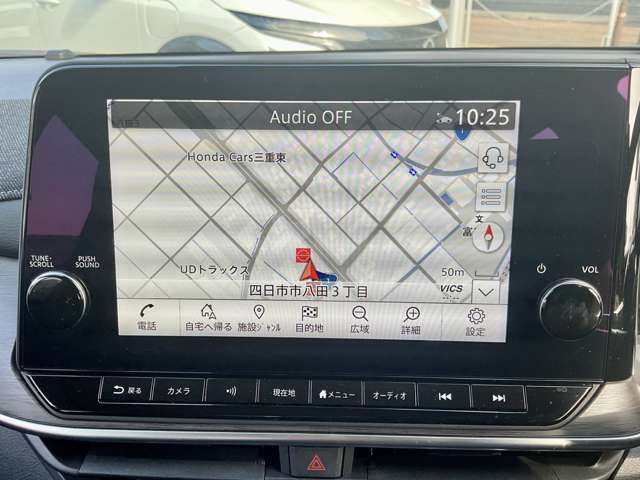 Audio OFF
10:25
Honda Cars三重東
文
富
UDトラックス
50m
VICS
四日市市八田3丁目
電話
自宅へ帰る
施設ジャンル
目的地
広域
詳細
設定
TUNE·
SCROLL
PUSH
SOUND
VOL
戻る
カメラ
現在地
メニュー
オーディオ